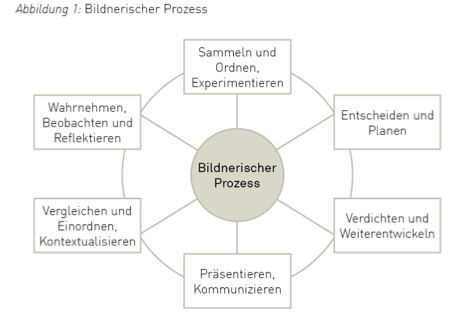 Abbildung 1: Bildnerischer Prozess
Sammeln und
Ordnen,
Experimentieren
Wahrnehmen,
Beobachten und
Reflektieren
Entscheiden und
Planen
Bildnerischer
Prozess
Vergleichen und
Einordnen,
Kontextualisieren
Verdichten und
Weiterentwickeln
Präsentieren,
Kommunizieren